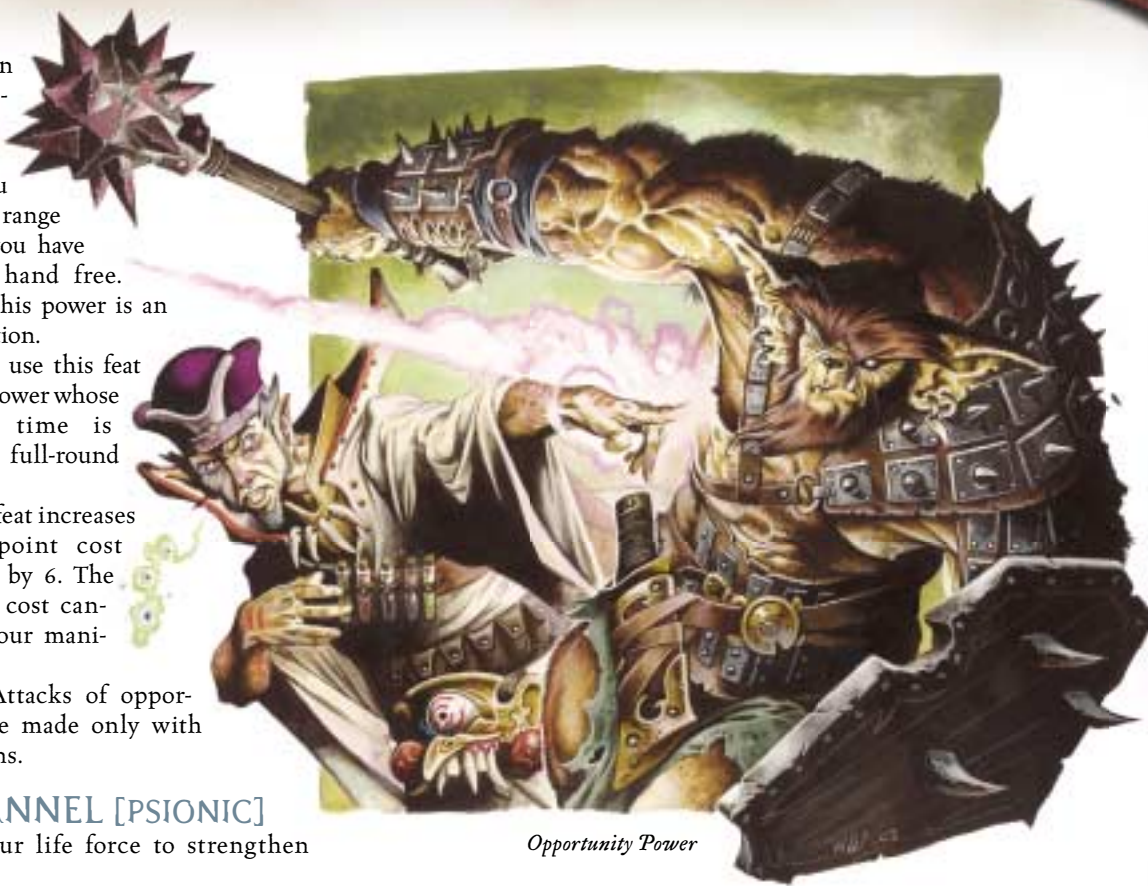 n
-
u
range
ou have
hand free.
his power is an
ion.
use this feat
ower whose
time is
full-round
feat increases
point cost
by 6. The
cost can-
our mani-
Attacks of oppor-
e made only with
ns.
NNEL [PSIONIC]
ur life force to strengthen
Opportunity Power